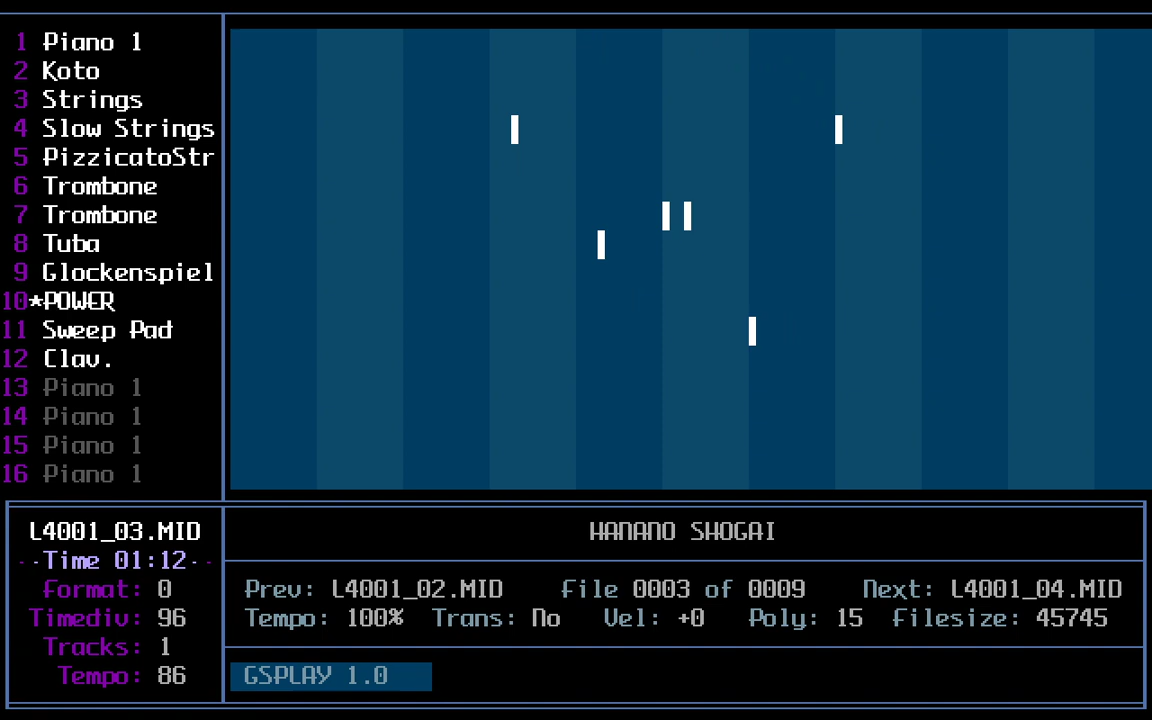 1 Piano 1
2 Koto
3 Strings
4 Slow Strings
5 PizzicatoStr
6 Trombone
7 Trombone
8 Tuba
9 Glockenspiel
10*POWER
11 Sweep Pad
12 Clav.
13 Piano 1
14 Piano 1
15 Piano 1
16 Piano 1
L4001_03.MID
··Time 01:12··
Format: 0
Timediv: 96
Tracks: 1
Tempo: 86
HANANO SHOGAI
Prev: L4001_02.MID File 0003 of 0009 Next: L4001_04.MID
Tempo: 100% Trans: No Vel: +0 Poly: 15 Filesize: 45745
GSPLAY 1.0